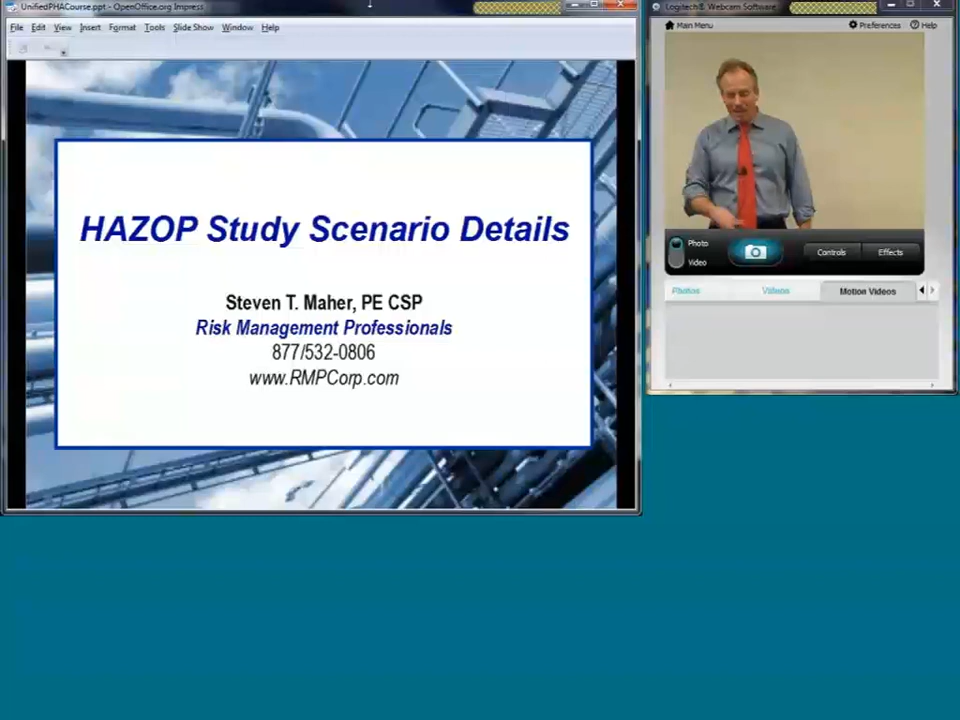 UnifiedPHACourse.ppt - OpenOffice.org Impress
File Edit View Insert Format Tools Slide Show Window Help
HAZOP Study Scenario Details
Steven T. Maher, PE CSP
Risk Management Professionals
877/532-0806
www.RMPCorp.com
Logitech® Webcam Software
Main Menu Preferences Help
Photo
Video
Controls Effects
Photos Videos Motion Videos